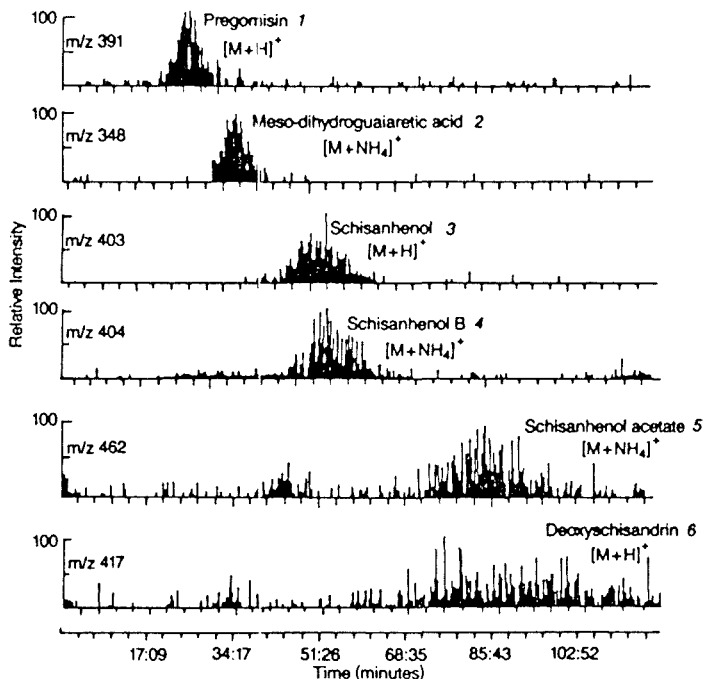 100
Pregomisin 1
m/z 391
[M+H]+
100
Meso-dihydroguaiaretic acid 2
m/z 348
[M+NH4]+
100
Schisanhenol 3
m/z 403
[M+H]+
100
Schisanhenol B 4
m/z 404
[M+NH4]+
100
Schisanhenol acetate 5
m/z 462
[M+NH4]+
100
Deoxyschisandrin 6
m/z 417
[M+H]+
Relative Intensity
17:09 34:17 51:26 68:35 85:43 102:52
Time (minutes)